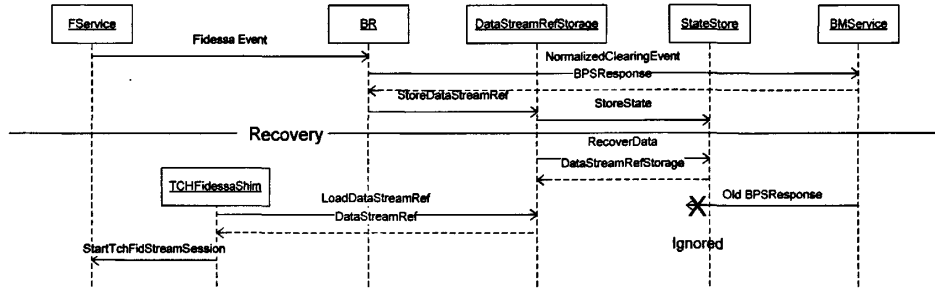 FService
BR
DataStreamRefStorage
StateStore
BMService
Fidessa Event
NormalizedClearingEvent
BPSResponse
StoreDataStreamRef
StoreState
Recovery
RecoverData
DataStreamRefStorage
TCHFidessaShim
LoadDataStreamRef
Old BPSResponse
DataStreamRef
Ignored
StartTchFidStreamSession